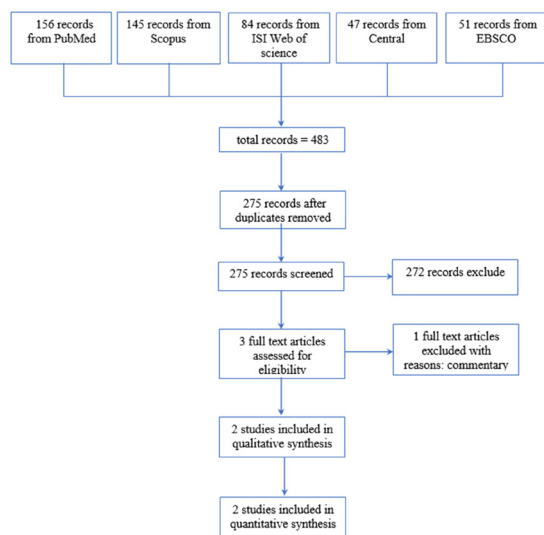 156 records
from PubMed
145 records from
Scopus
84 records from
ISI Web of
science
47 records from
Central
51 records from
EBSCO
total records = 483
275 records after
duplicates removed
275 records screened
272 records exclude
3 full text articles
assessed for
eligibility
1 full text articles
excluded with
reasons: commentary
2 studies included in
qualitative synthesis
2 studies included in
quantitative synthesis